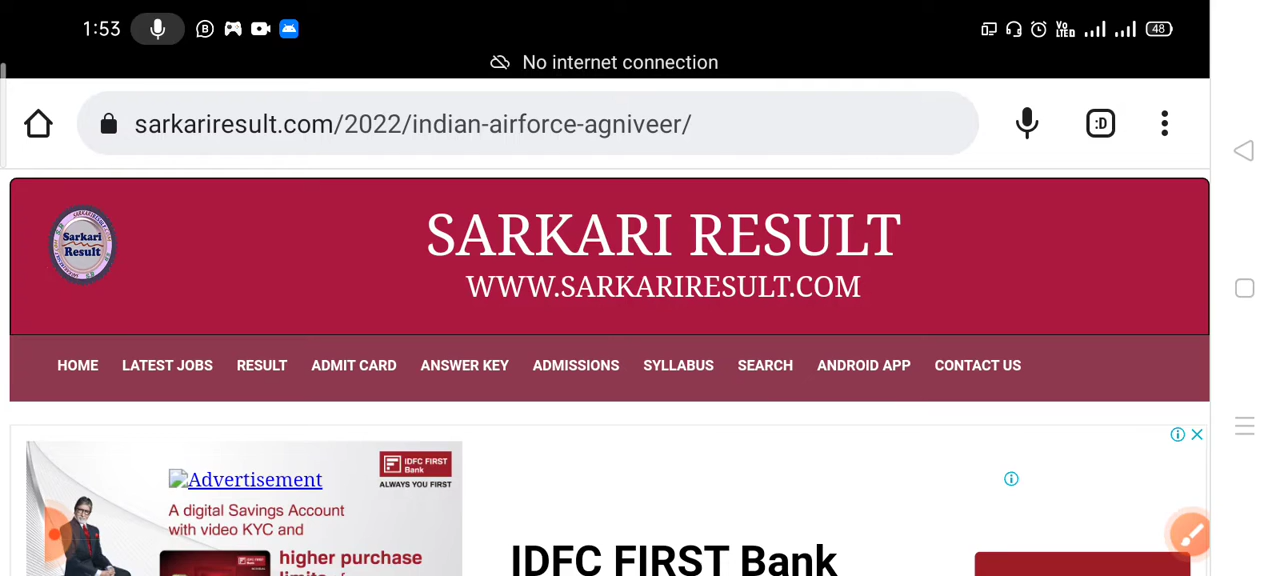 1:53
48
No internet connection
sarkariresult.com/2022/indian-airforce-agniveer/
:D
Sarkari
Result
SARKARI RESULT
WWW.SARKARIRESULT.COM
HOME LATEST JOBS RESULT ADMIT CARD ANSWER KEY ADMISSIONS SYLLABUS SEARCH ANDROID APP CONTACT US
IDFC FIRST
Bank
ALWAYS YOU FIRST
Advertisement
A digital Savings Account
with video KYC and
higher purchase
IDFC FIRST Bank